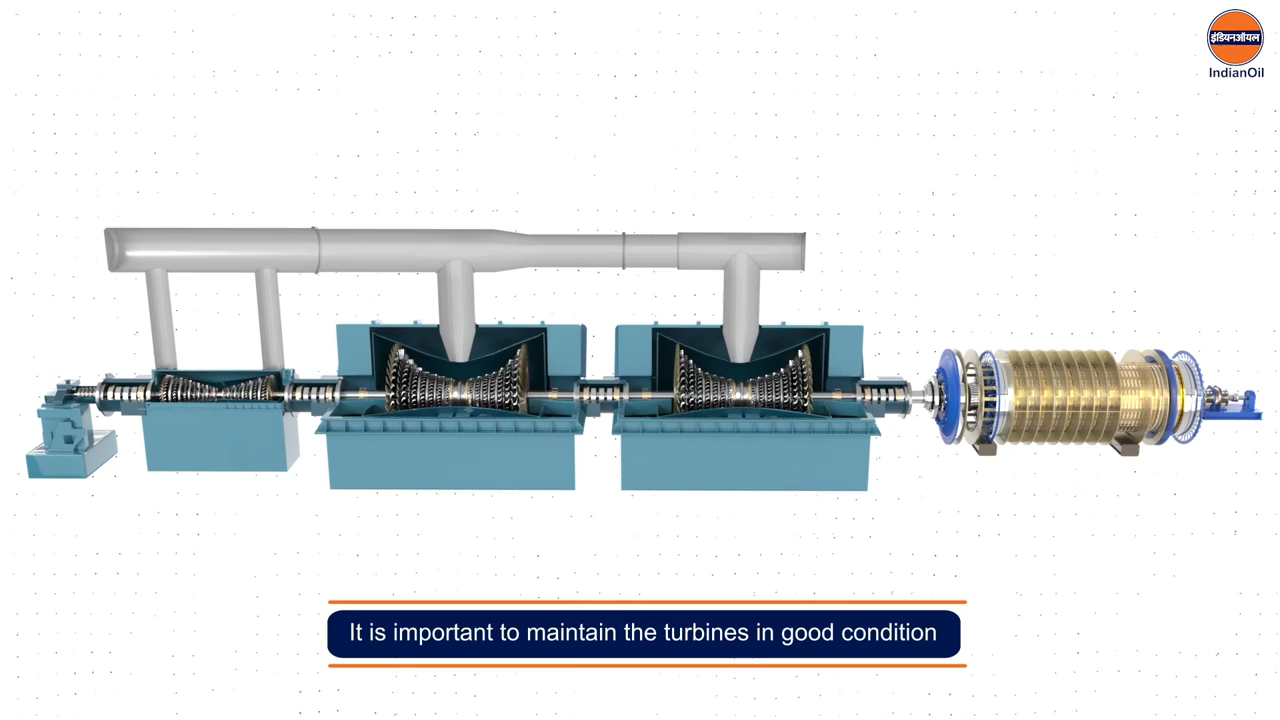 इंडियनऑयल
IndianOil
It is important to maintain the turbines in good condition